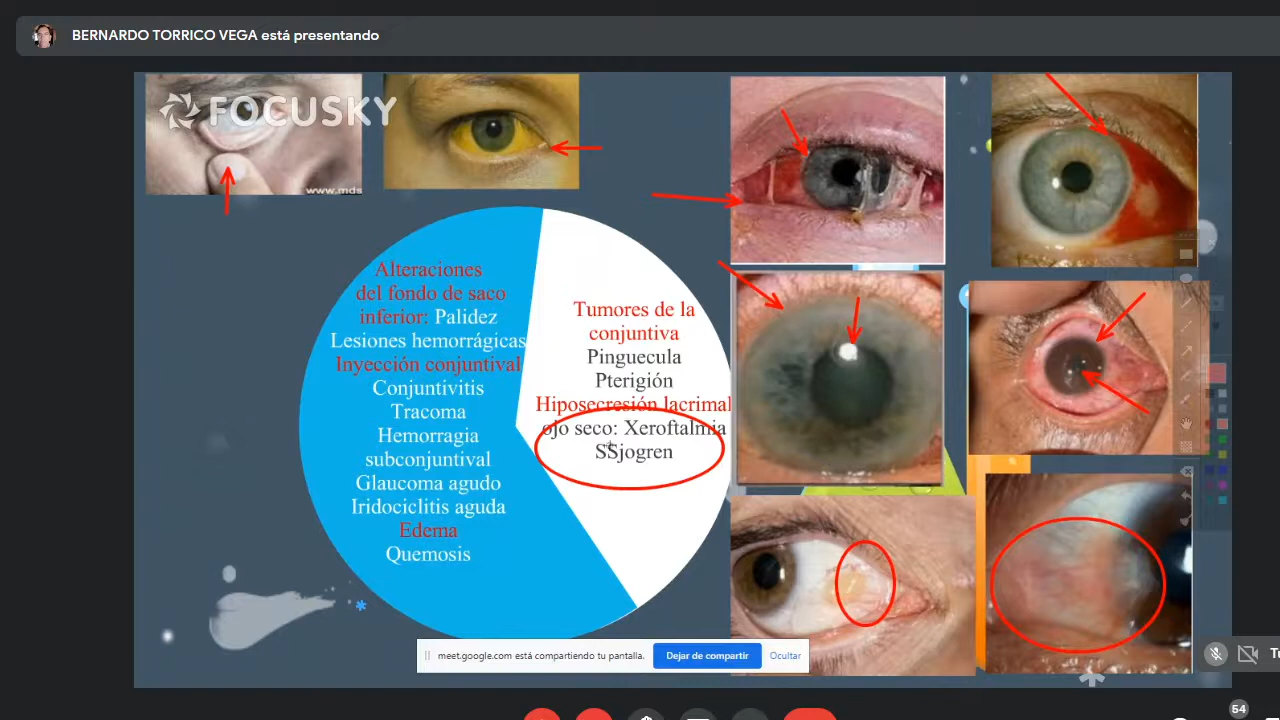 BERNARDO TORRICO VEGA está presentando
FOCUSKY
www.mds
Alteraciones
del fondo de saco
inferior: Palidez
Lesiones hemorrágicas
Inyección conjuntival
Conjuntivitis
Tracoma
Hemorragia
subconjuntival
Glaucoma agudo
Iridociclitis aguda
Edema
Quemosis
Tumores de la
conjuntiva
Pinguecula
Pterigión
Hiposecresión lacrimal
ojo seco: Xeroftalmia
SSjogren
meet.google.com está compartiendo tu pantalla.
Dejar de compartir
Ocultar
Tu
54